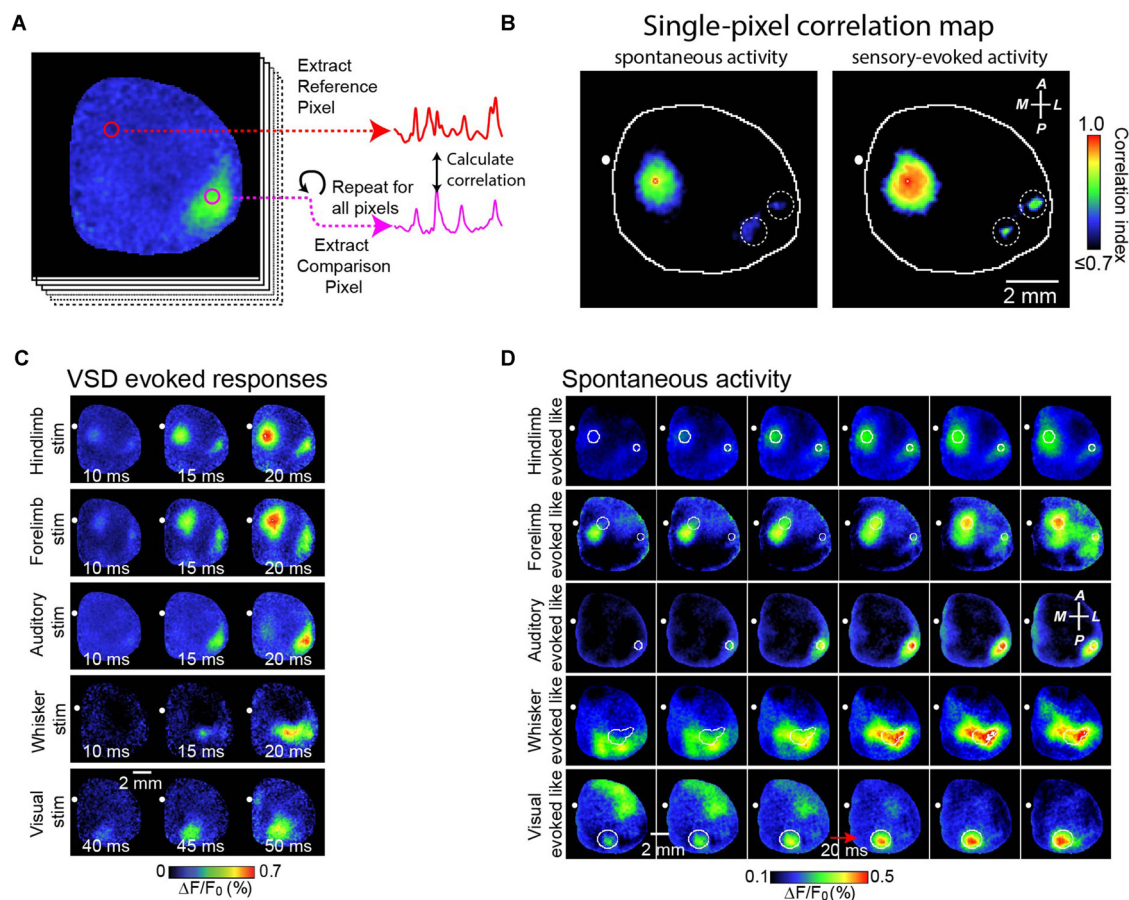 A
Extract
Reference
Pixel
Calculate
correlation
Repeat for
all pixels
Extract
Comparison
Pixel
B
Single-pixel correlation map
spontaneous activity
sensory-evoked activity
A
M L
P
1.0
Correlation index
≤0.7
2 mm
C
VSD evoked responses
Hindlimb
stim
10 ms 15 ms 20 ms
Forelimb
stim
10 ms 15 ms 20 ms
Auditory
stim
10 ms 15 ms 20 ms
Whisker
stim
10 ms 15 ms 20 ms
2 mm
Visual
stim
40 ms 45 ms 50 ms
0 1
ΔF/F0 (%)
D
Spontaneous activity
Hindlimb
evoked like
Forelimb
evoked like
Auditory
evoked like
A
M L
P
Whisker
evoked like
Visual
evoked like
2 mm
20 ms
0.1 0.5
ΔF/F0 (%)